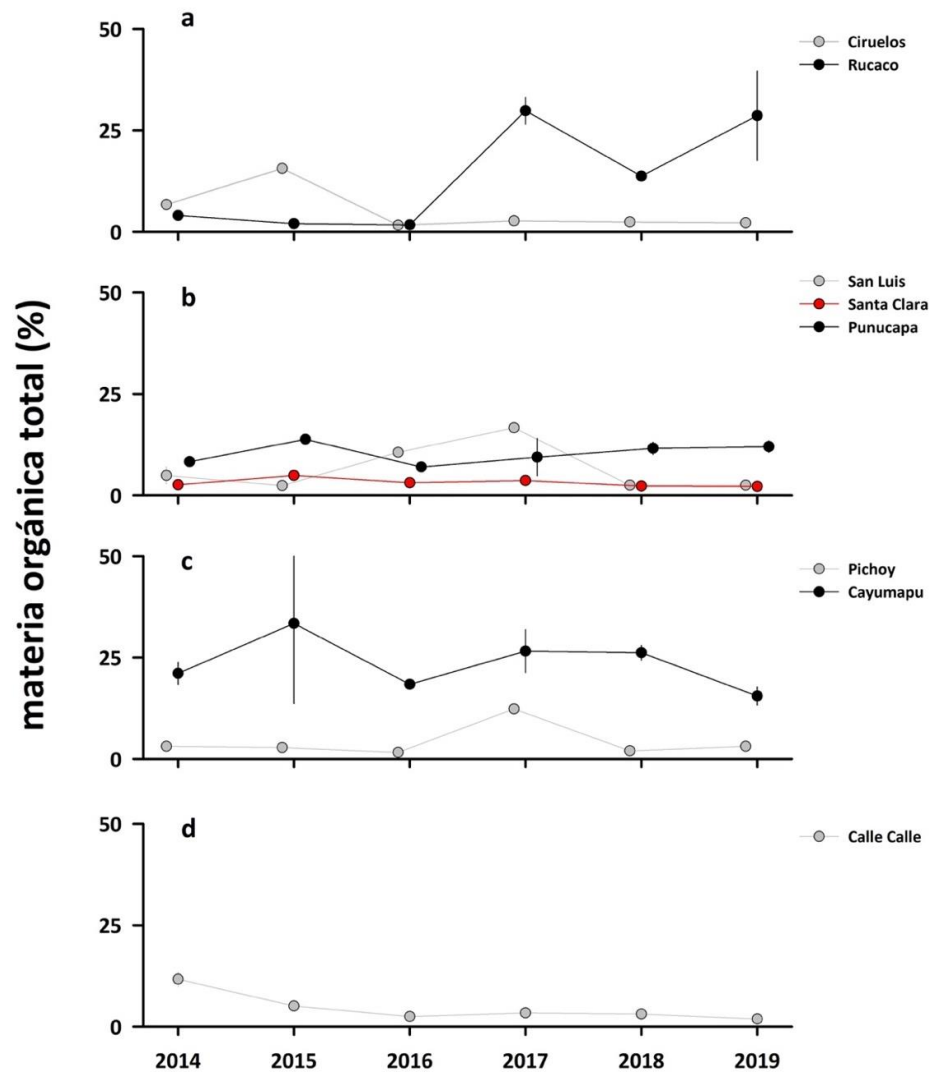 materia orgánica total (%)
a
50
25
0
Ciruelos
Rucaco
b
50
25
0
San Luis
Santa Clara
Punucapa
c
50
25
0
Pichoy
Cayumapu
d
50
25
0
Calle Calle
2014 2015 2016 2017 2018 2019